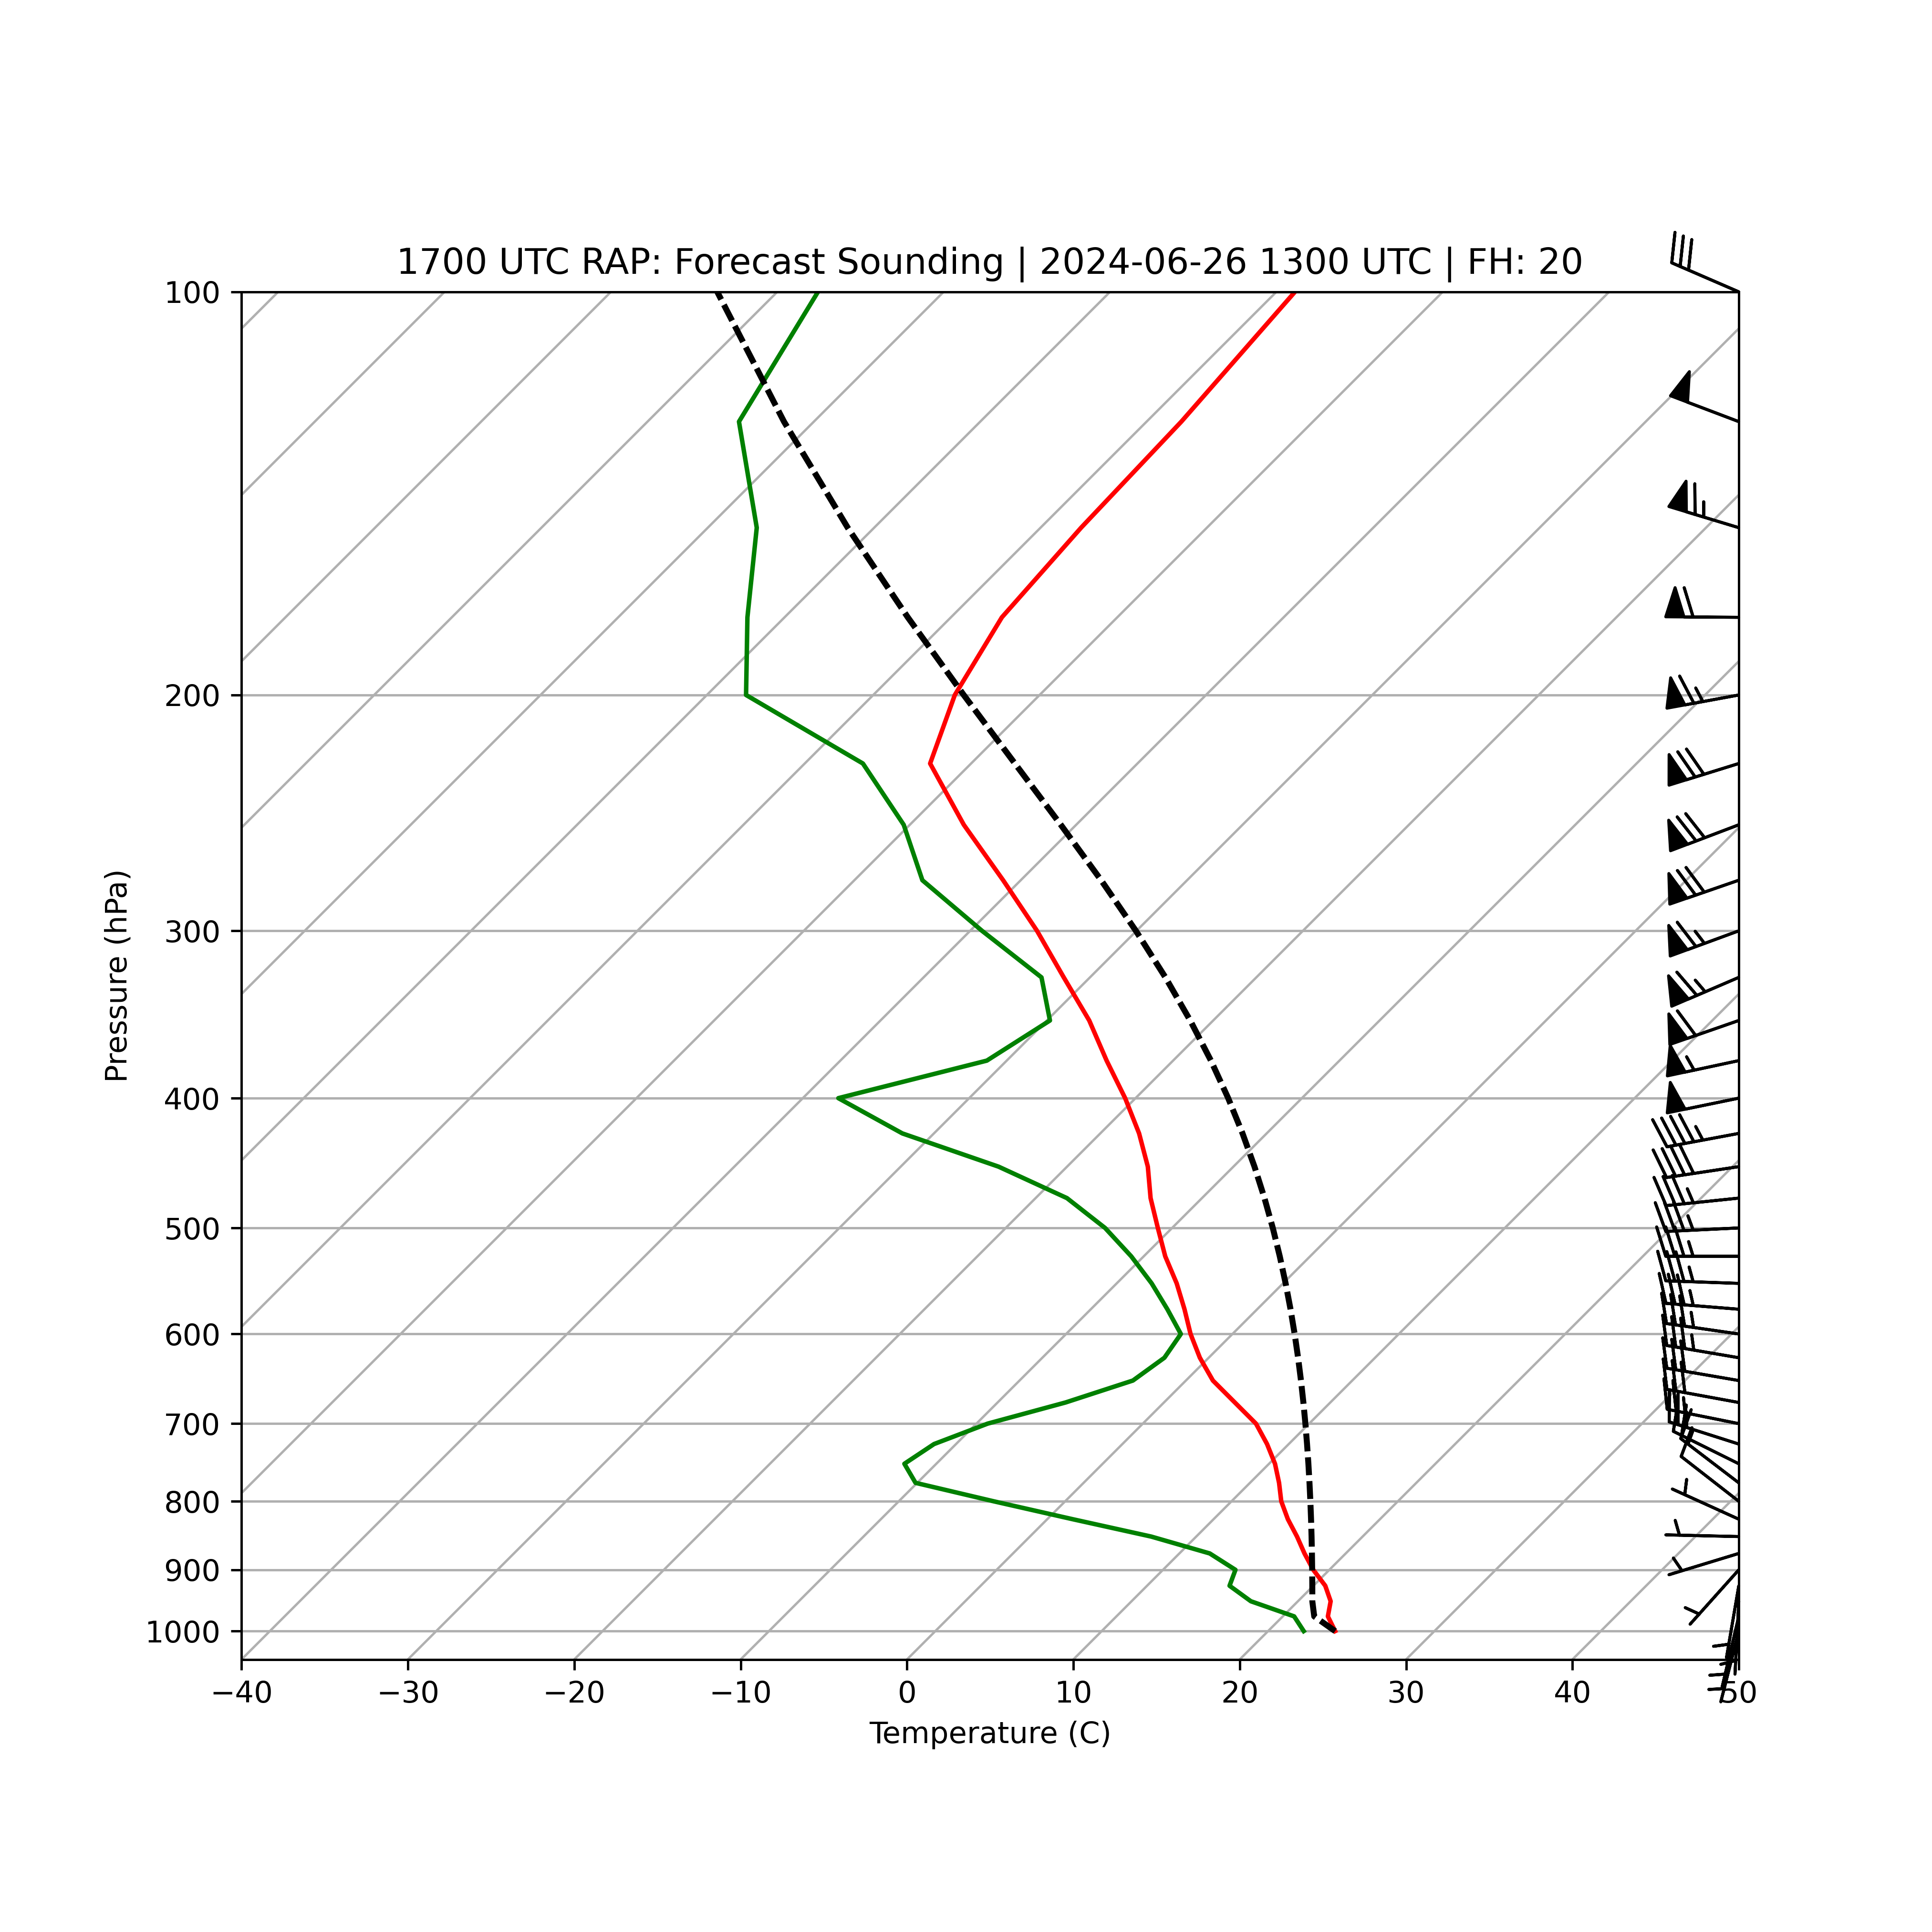 1700 UTC RAP: Forecast Sounding | 2024-06-26 1300 UTC | FH: 20
100
200
300
400
500
600
700
800
900
1000
Pressure (hPa)
−40 −30 −20 −10 0 10 20 30 40 50
Temperature (C)